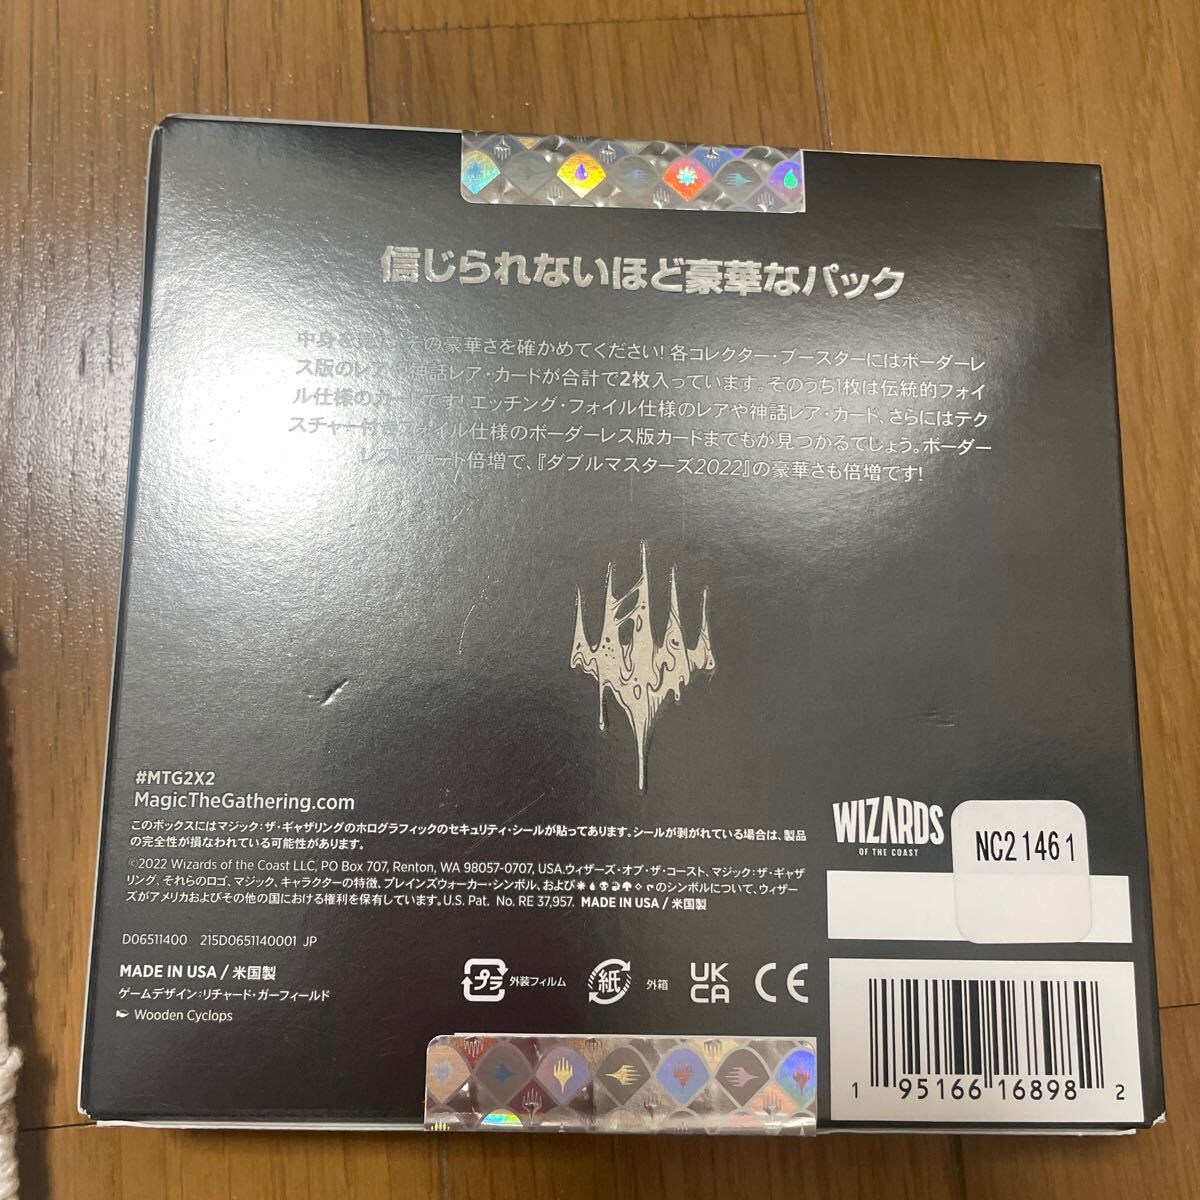 信じられないほど豪華なパック
中身を その豪華さを確かめてください！各コレクター・ブースターにはボーダーレ
ス版のレア 神話レア・カードが合計で2枚入っています。そのうち1枚は伝統的フォイ
ル仕様のカードです！エッチング・フォイル仕様のレアや神話レア・カード、さらにはテク
スチャー付きフォイル仕様のボーダーレス版カードまでもが見つかるでしょう。ボーダー
レス カード倍増で、『ダブルマスターズ2022』の豪華さも倍増です！
#MTG2X2
MagicTheGathering.com
このボックスにはマジック：ザ・ギャザリングのホログラフィックのセキュリティ・シールが貼ってあります。シールが剥がれている場合は、製品
の完全性が損なわれている可能性があります。
©2022 Wizards of the Coast LLC, PO Box 707, Renton, WA 98057-0707, USA.ウィザーズ・オブ・ザ・コースト、マジック：ザ・ギャザ
リング、それらのロゴ、マジック、キャラクターの特徴、プレインズウォーカー・シンボル、および のシンボルについて、ウィザー
ズがアメリカおよびその他の国における権利を保有しています。U.S. Pat. No. RE 37,957. MADE IN USA / 米国製
D06511400 215D0651140001 JP
MADE IN USA / 米国製
ゲームデザイン：リチャード・ガーフィールド
Wooden Cyclops
プラ 外装フィルム
紙 外箱
UK
CA
CE
WIZARDS
OF THE COAST
NC21461
1 95166 16898 2